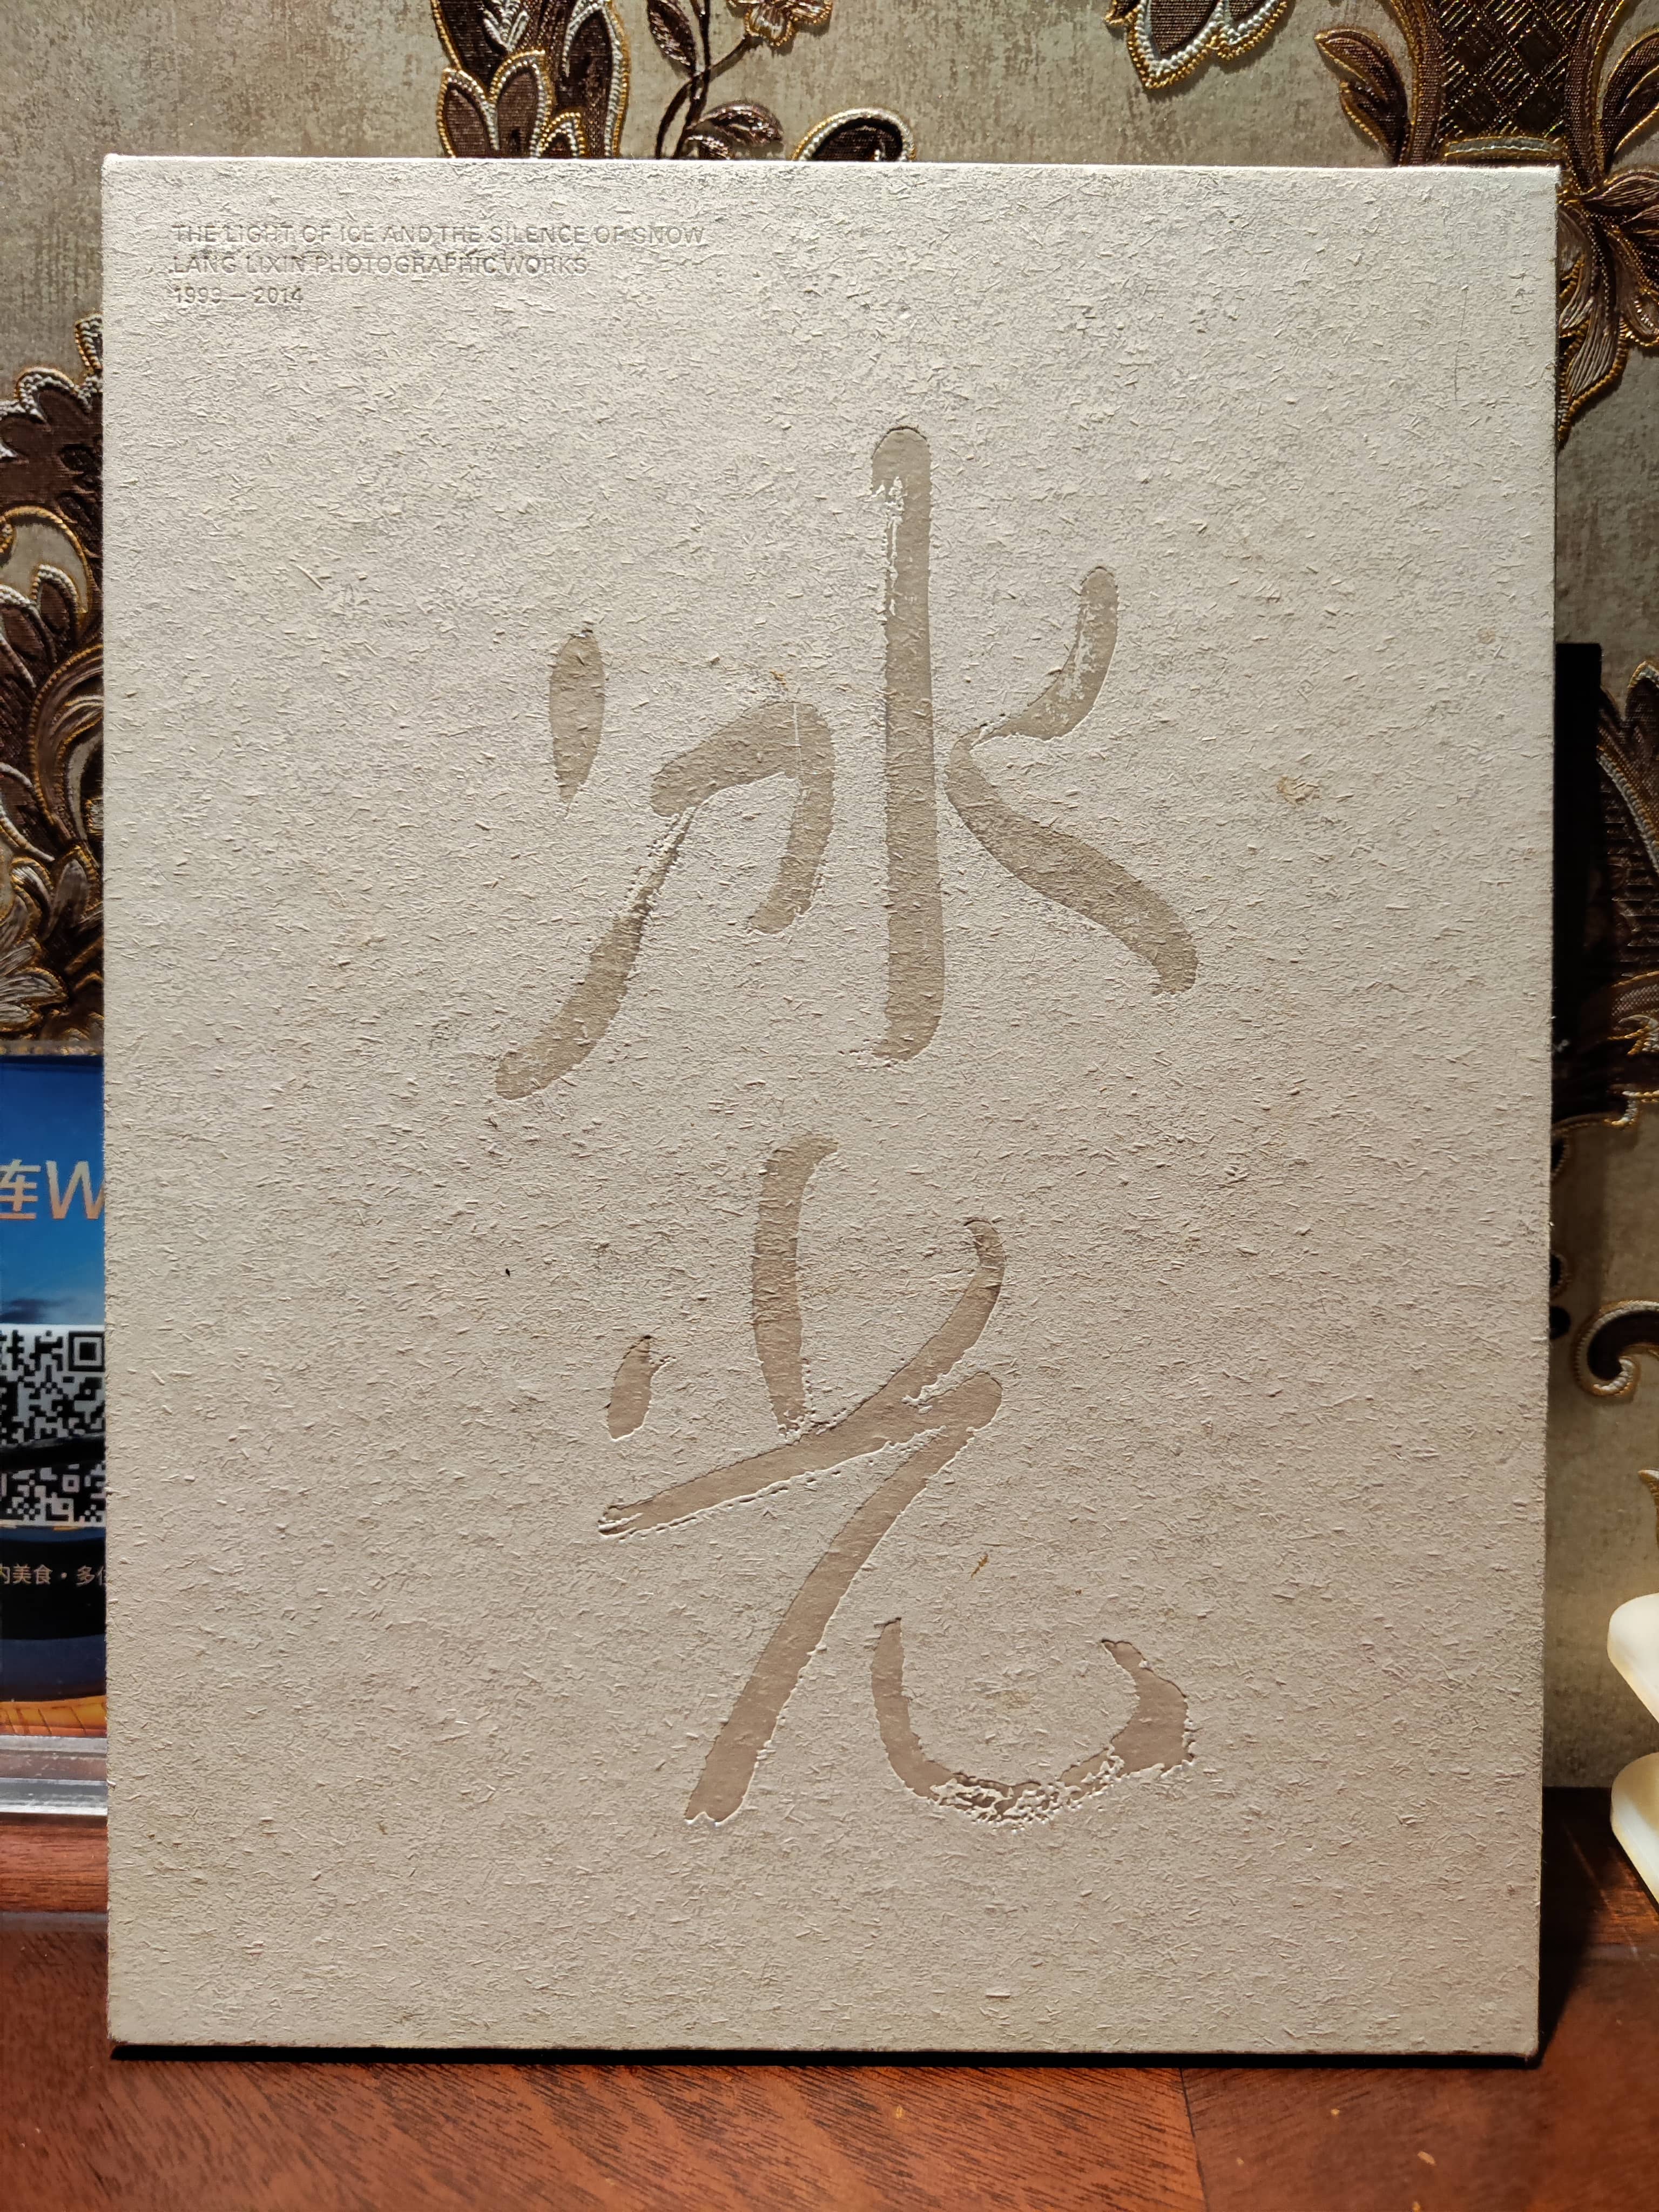 THE LIGHT OF ICE AND THE SILENCE OF SNOW
LANG LIXIN PHOTOGRAPHIC WORKS
1993 — 2014
冰
光
连W
内美食·多